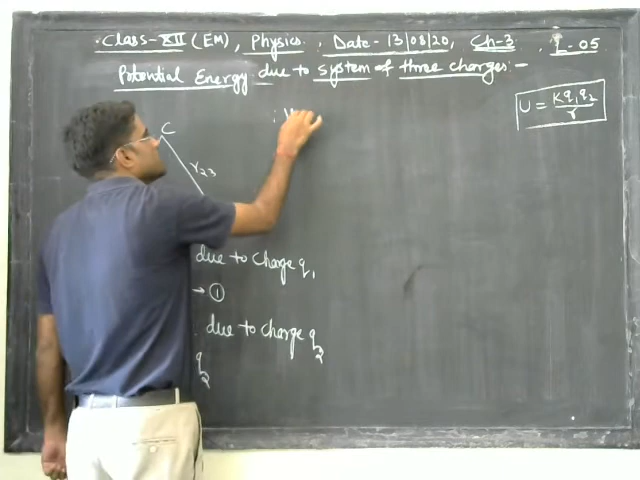 Class-XII (EM), Physics, Date-13/08/20, Ch-3, L-05
Potential Energy due to system of three charges:-
U = Kq₁q₂/r
C
r₂₃
due to charge q₁
→ ①
due to charge q₂
q₂